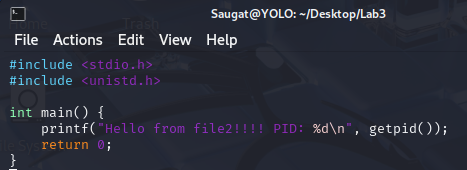 Saugat@YOLO: ~/Desktop/Lab3
File Actions Edit View Help
#include <stdio.h>
#include <unistd.h>

int main() {
    printf("Hello from file2!!!! PID: %d\n", getpid());
    return 0;
}